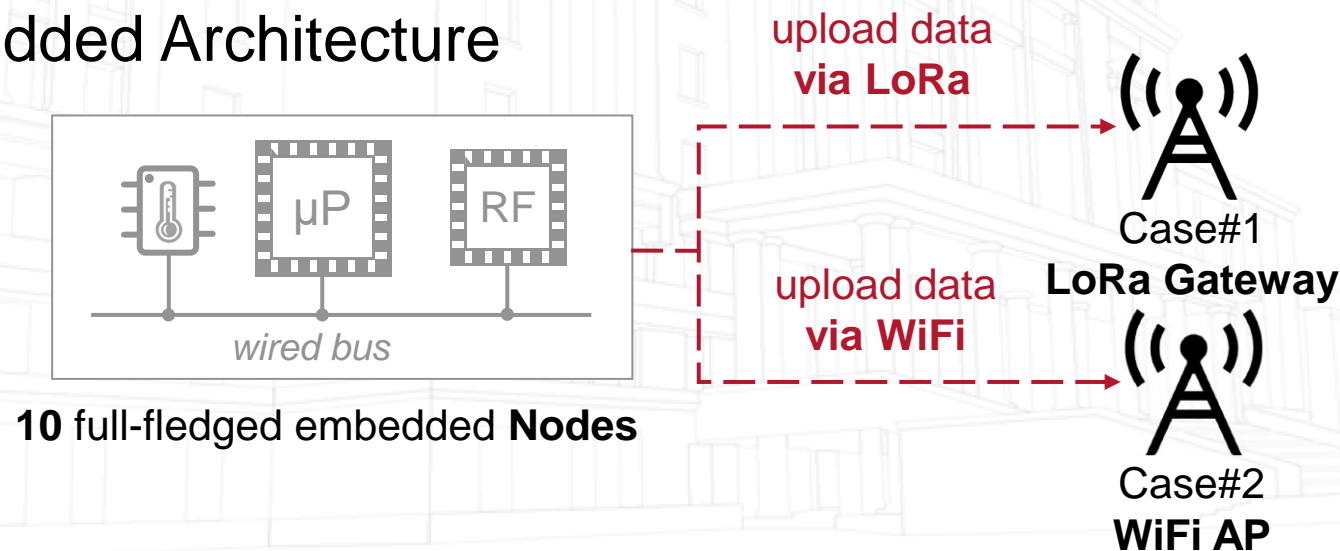 dded Architecture
upload data
via LoRa
µP
RF
wired bus
10 full-fledged embedded Nodes
Case#1
LoRa Gateway
upload data
via WiFi
Case#2
WiFi AP